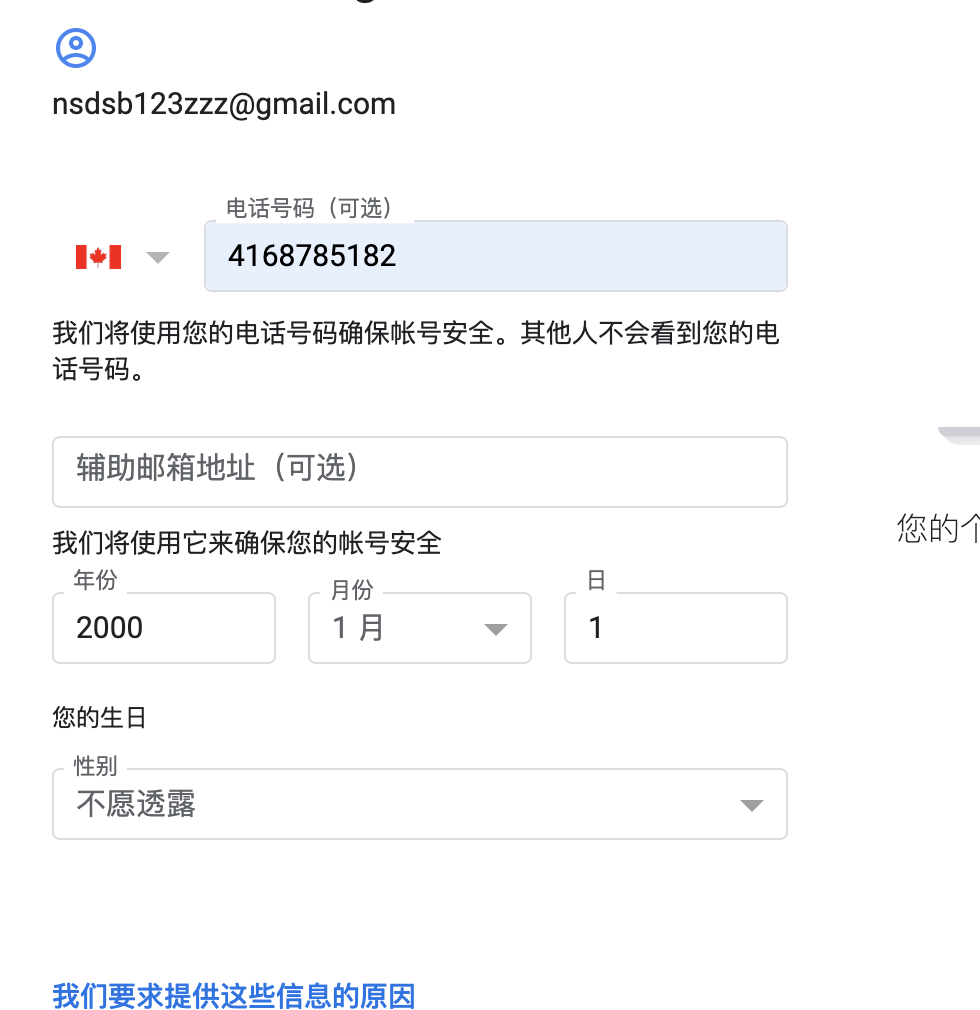 nsdsb123zzz@gmail.com
电话号码（可选）
4168785182
我们将使用您的电话号码确保帐号安全。其他人不会看到您的电
话号码。
辅助邮箱地址（可选）
您的个
我们将使用它来确保您的帐号安全
年份
月份
日
2000
1 月
1
您的生日
性别
不愿透露
我们要求提供这些信息的原因